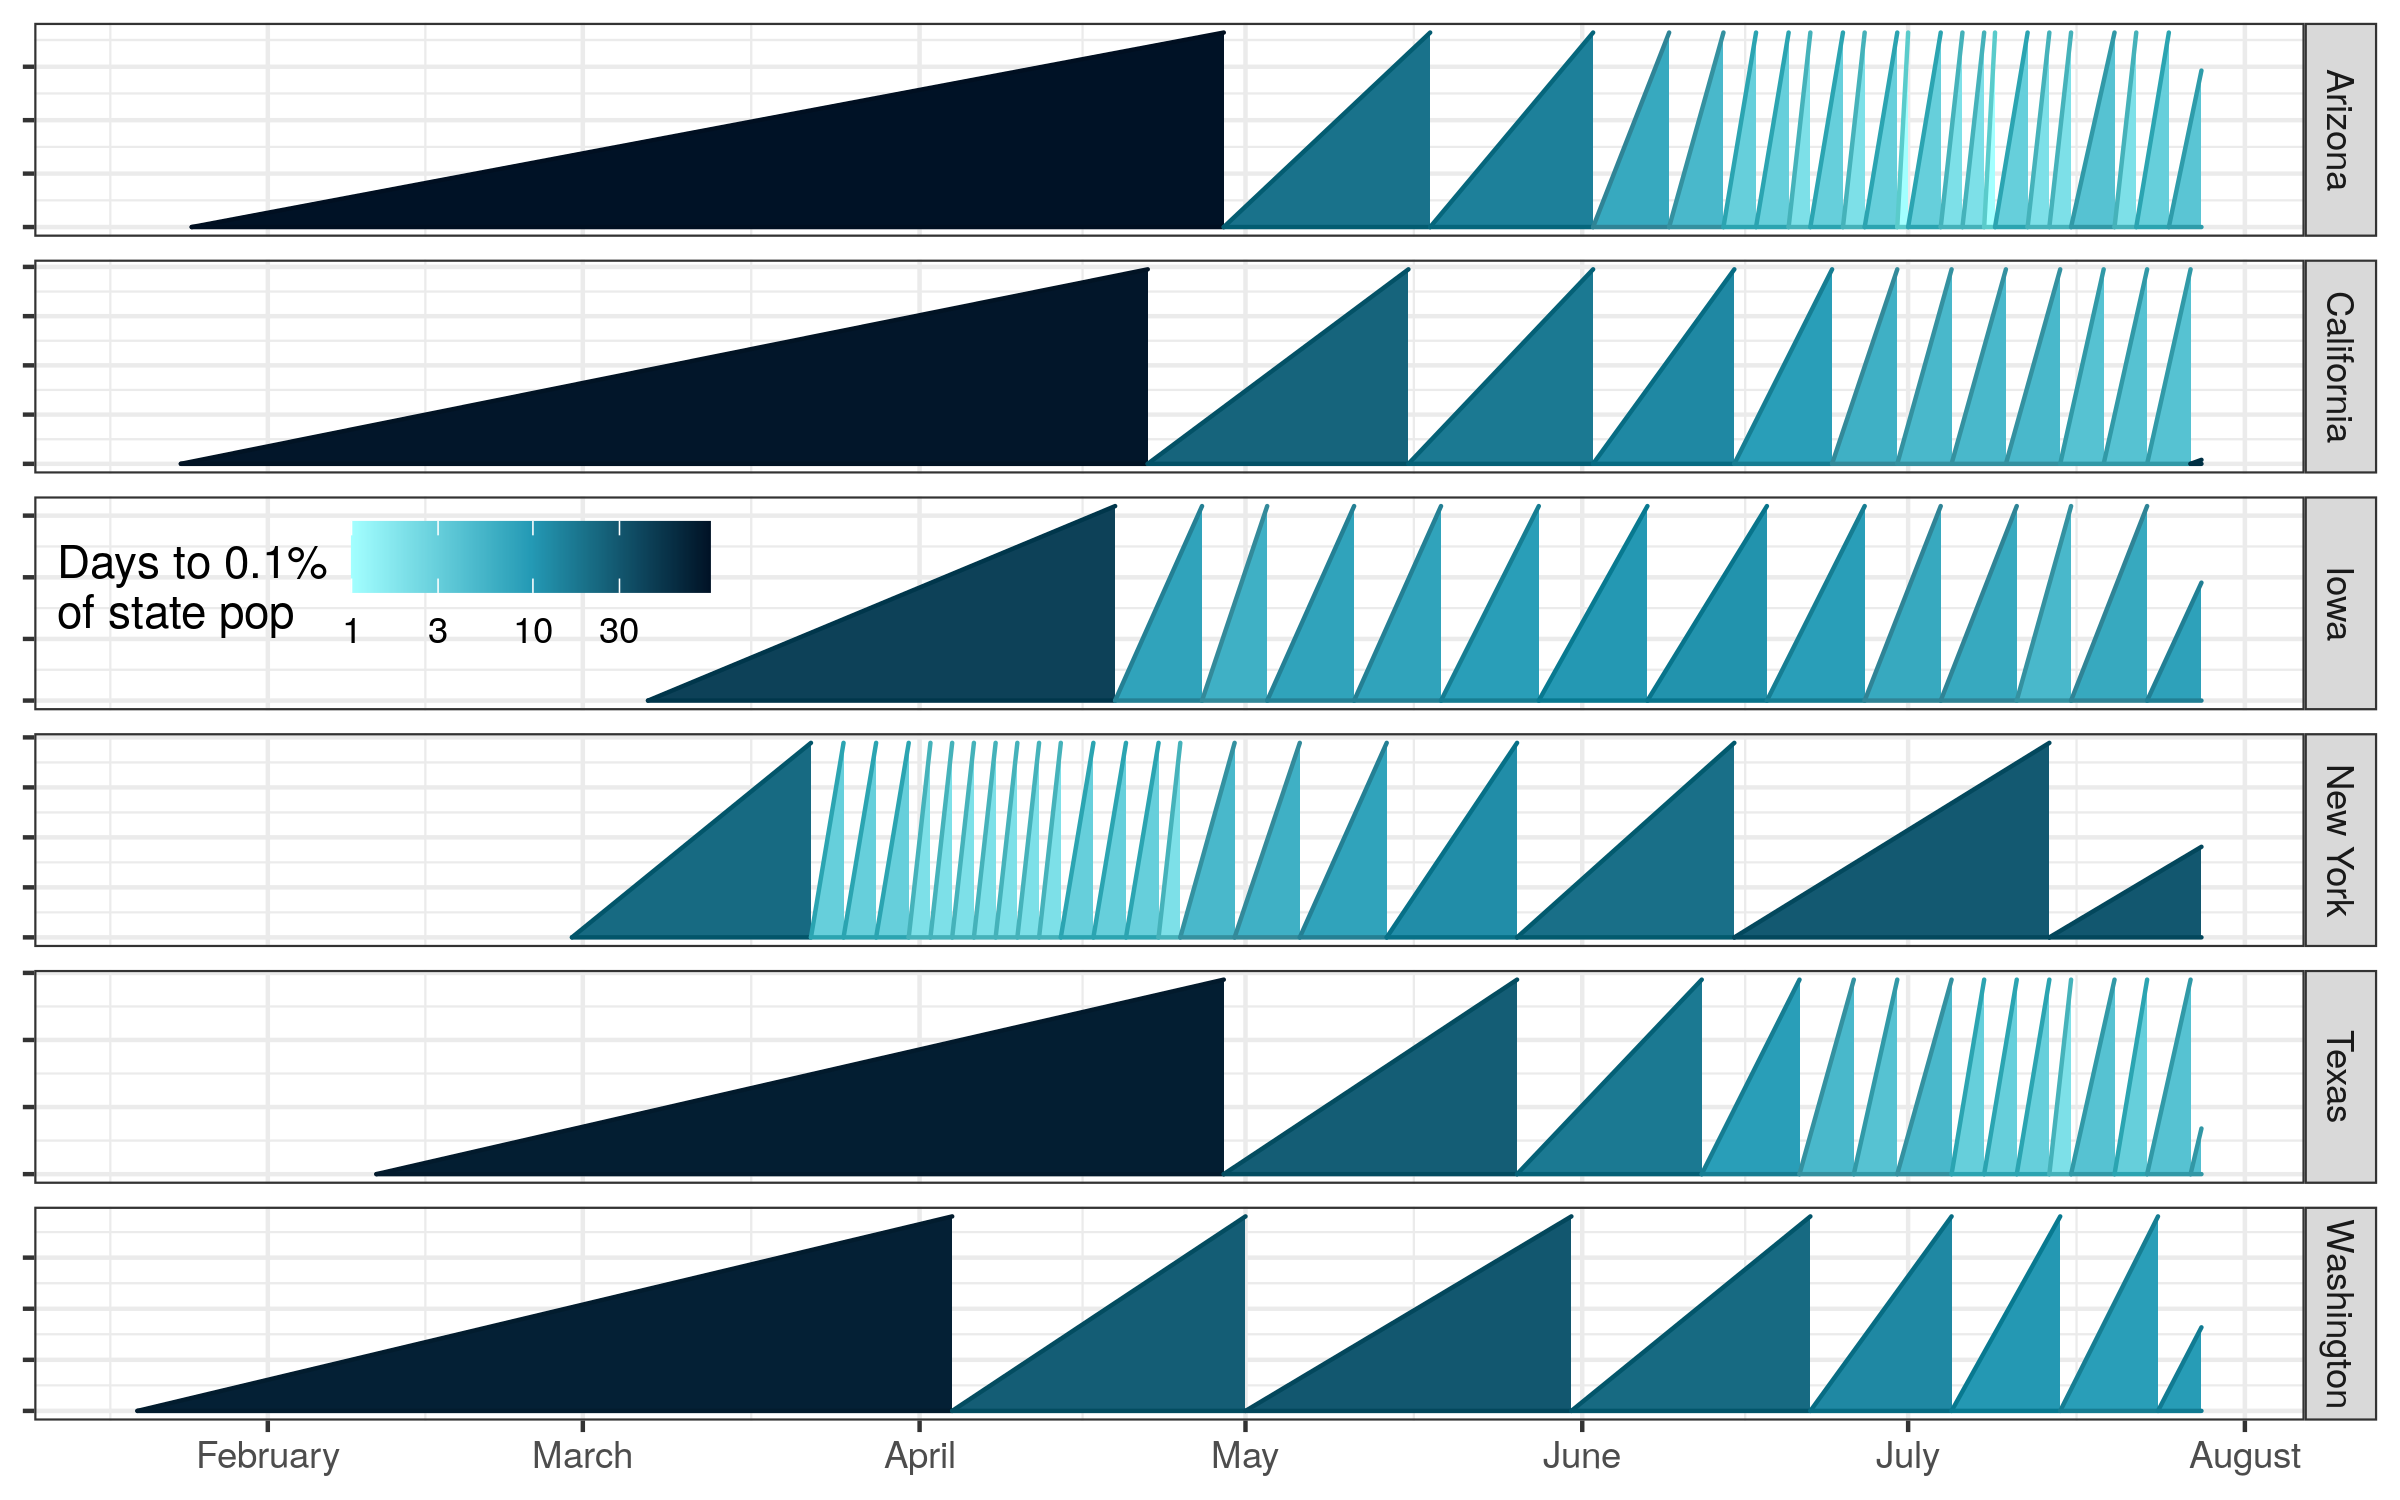 Arizona
California
Days to 0.1%
of state pop
1 3 10 30
Iowa
New York
Texas
Washington
February March April May June July August